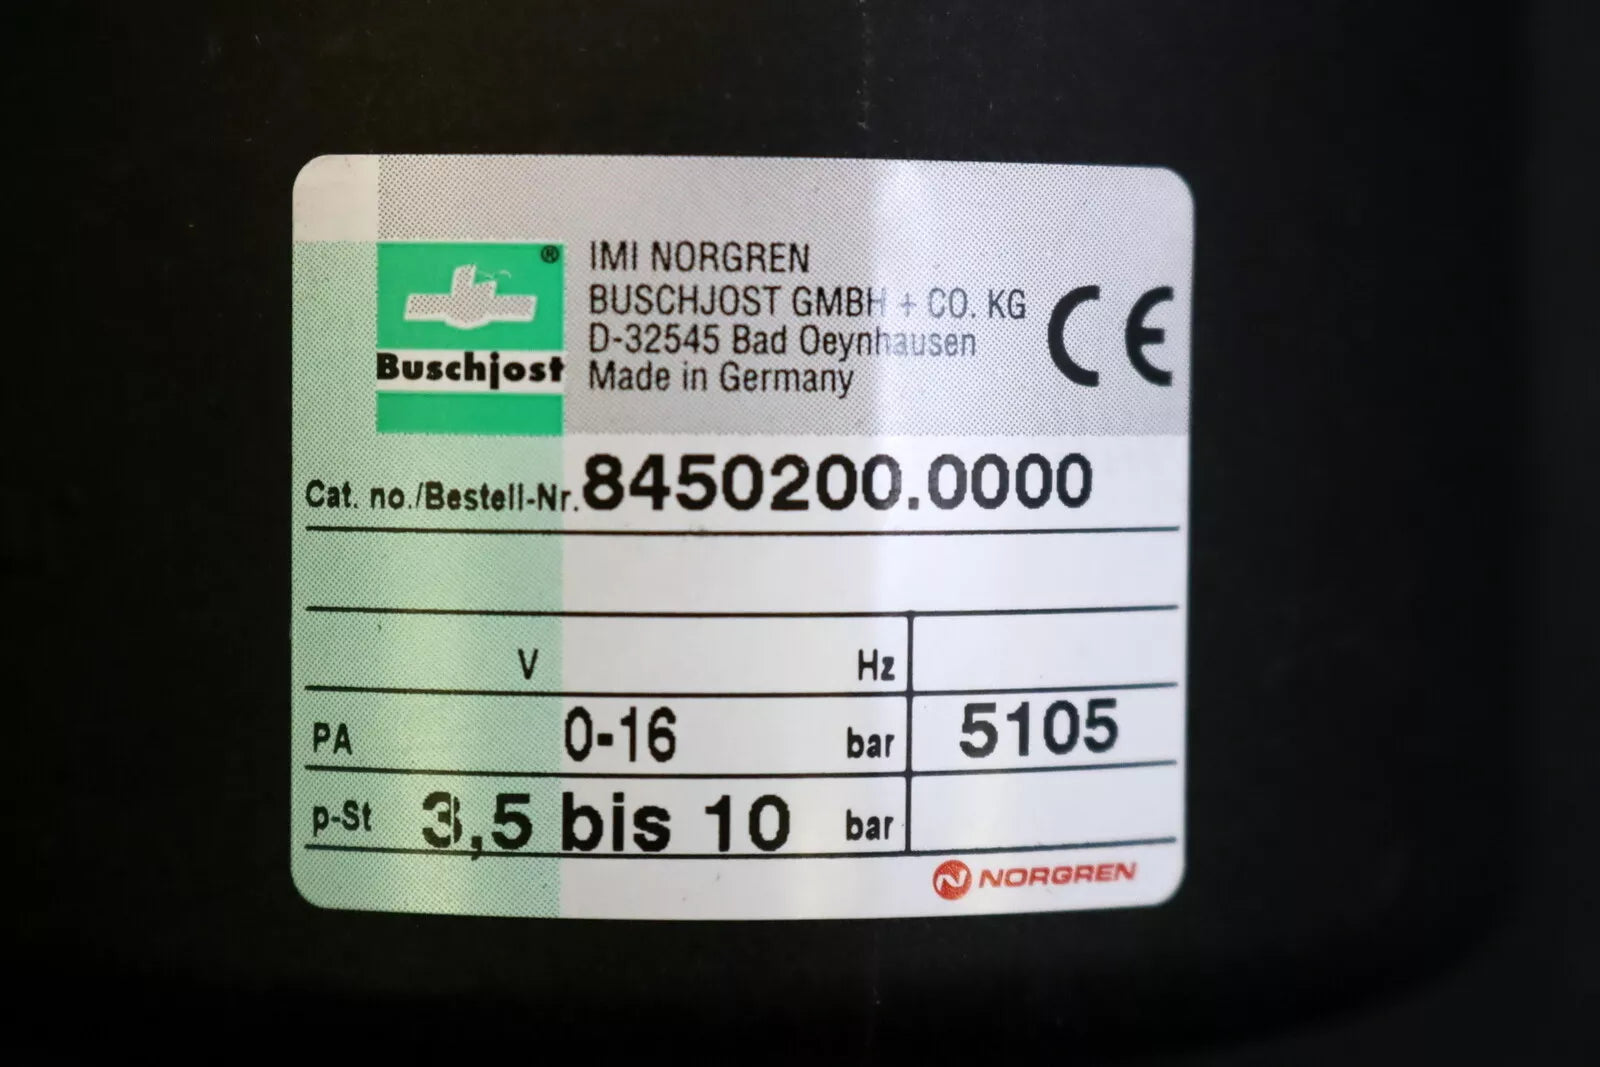 ®
Buschjost
IMI NORGREN
BUSCHJOST GMBH + CO. KG
D-32545 Bad Oeynhausen
Made in Germany
CE
Cat. no./Bestell-Nr. 8450200.0000
V Hz
PA 0-16 bar 5105
p-St 3,5 bis 10 bar
NORGREN